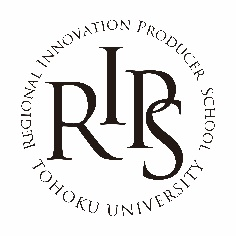 REGIONAL INNOVATION PRODUCER SCHOOL
RIPS
TOHOKU UNIVERSITY